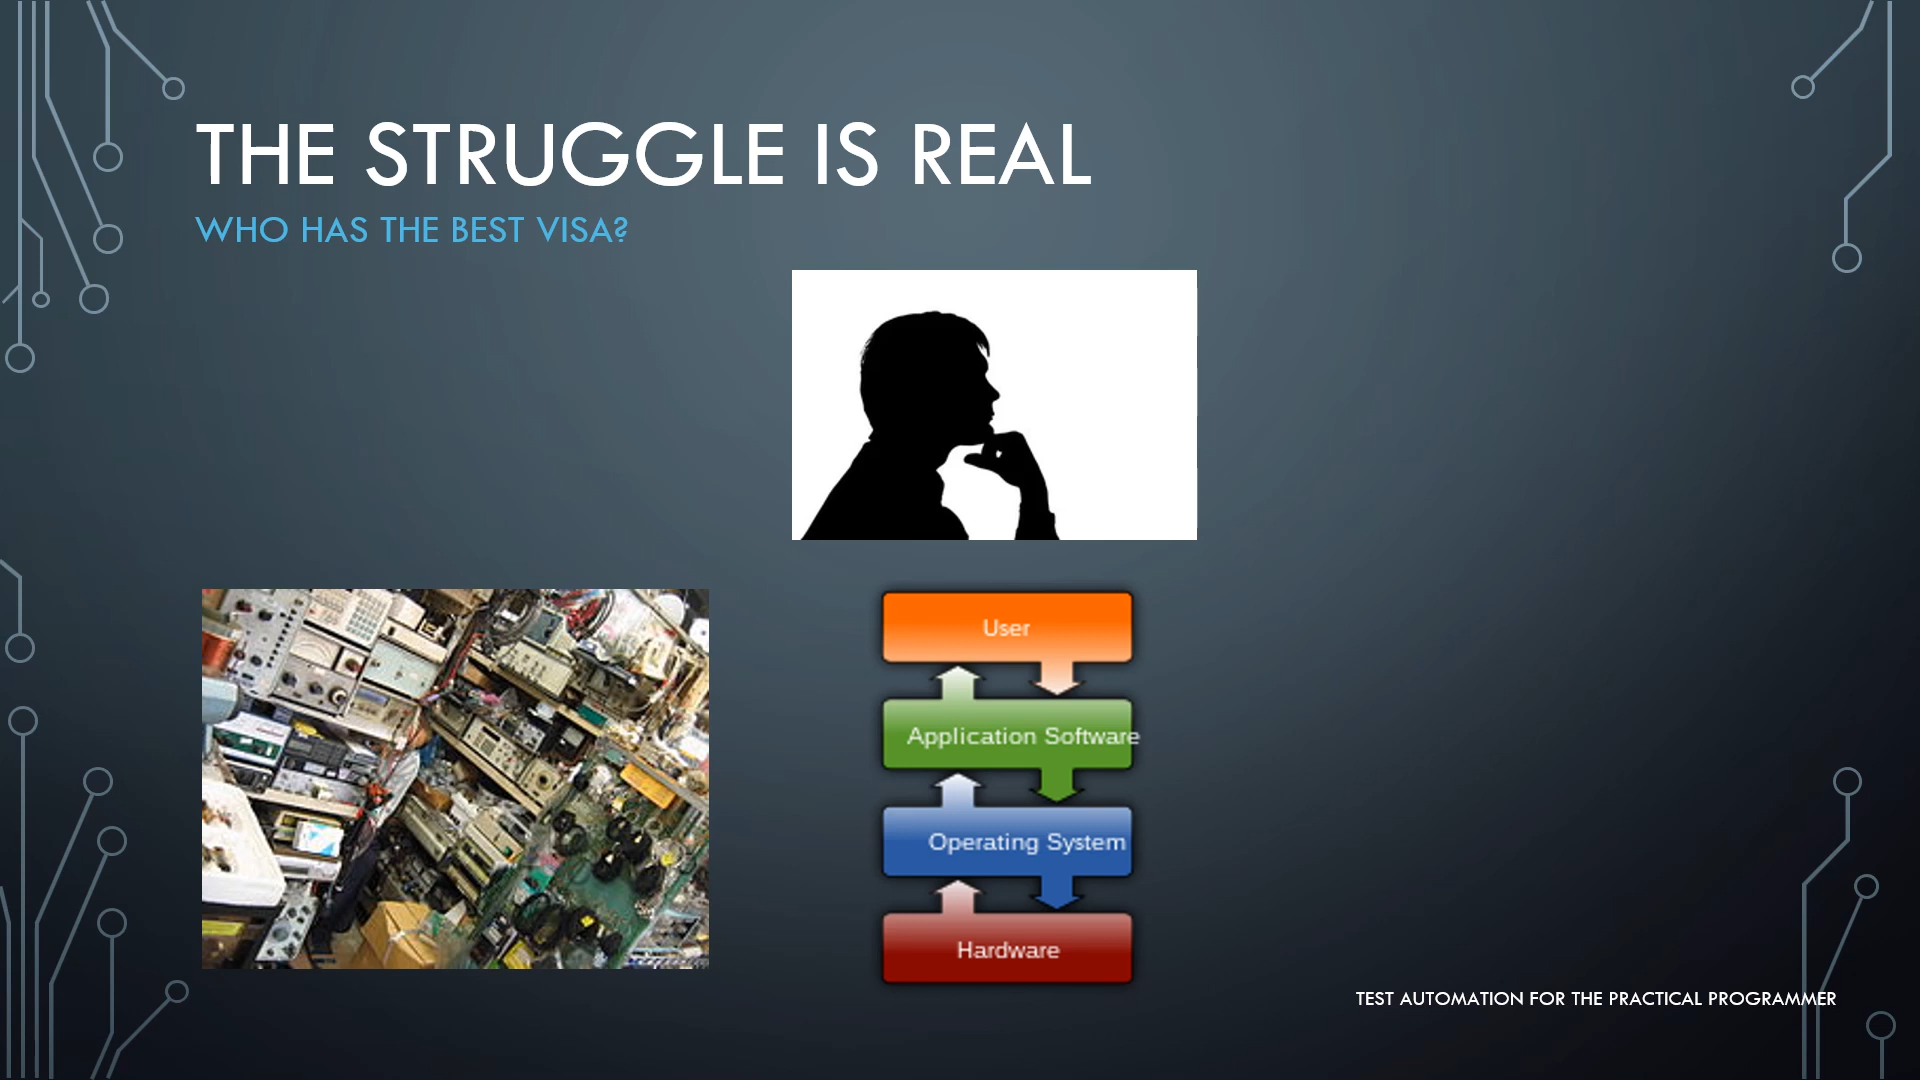 THE STRUGGLE IS REAL
WHO HAS THE BEST VISA?
User
Application Software
Operating System
Hardware
TEST AUTOMATION FOR THE PRACTICAL PROGRAMMER